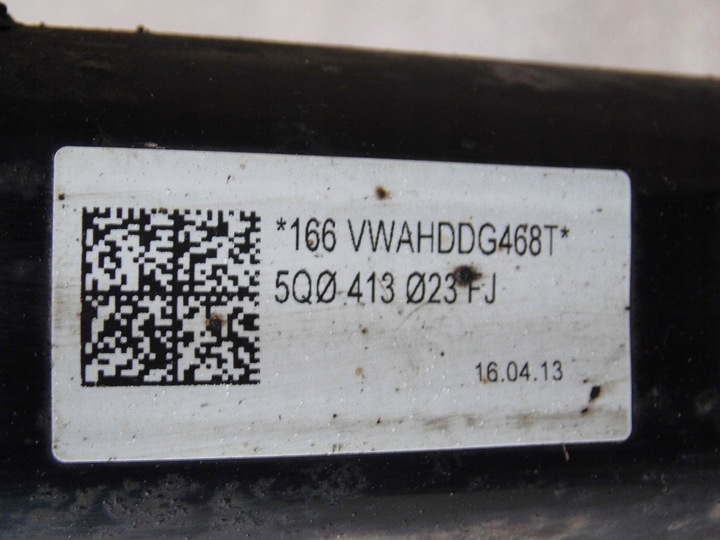 *166 VWAHDDG468T*
5QØ 413 Ø23 FJ
16.04.13